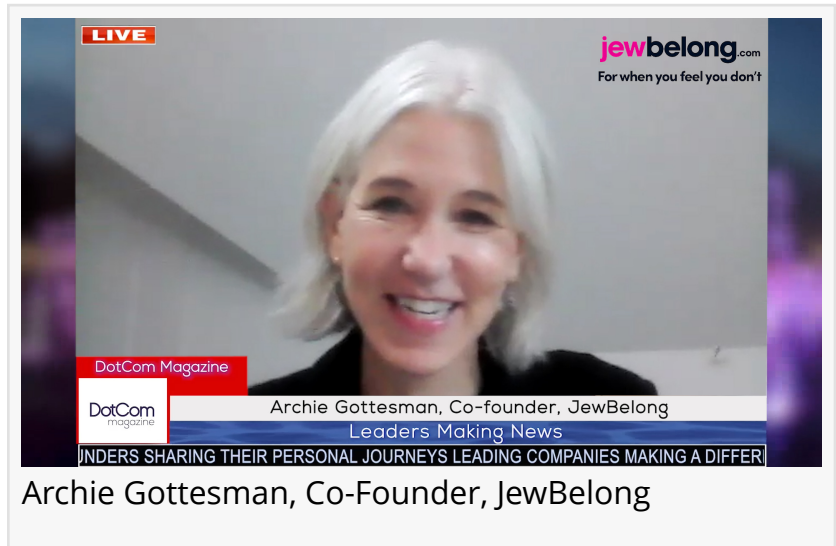 LIVE
jewbelong.com
For when you feel you don't
DotCom Magazine
DotCom
magazine
Archie Gottesman, Co-founder, JewBelong
Leaders Making News
UNDERS SHARING THEIR PERSONAL JOURNEYS LEADING COMPANIES MAKING A DIFFER
Archie Gottesman, Co-Founder, JewBelong